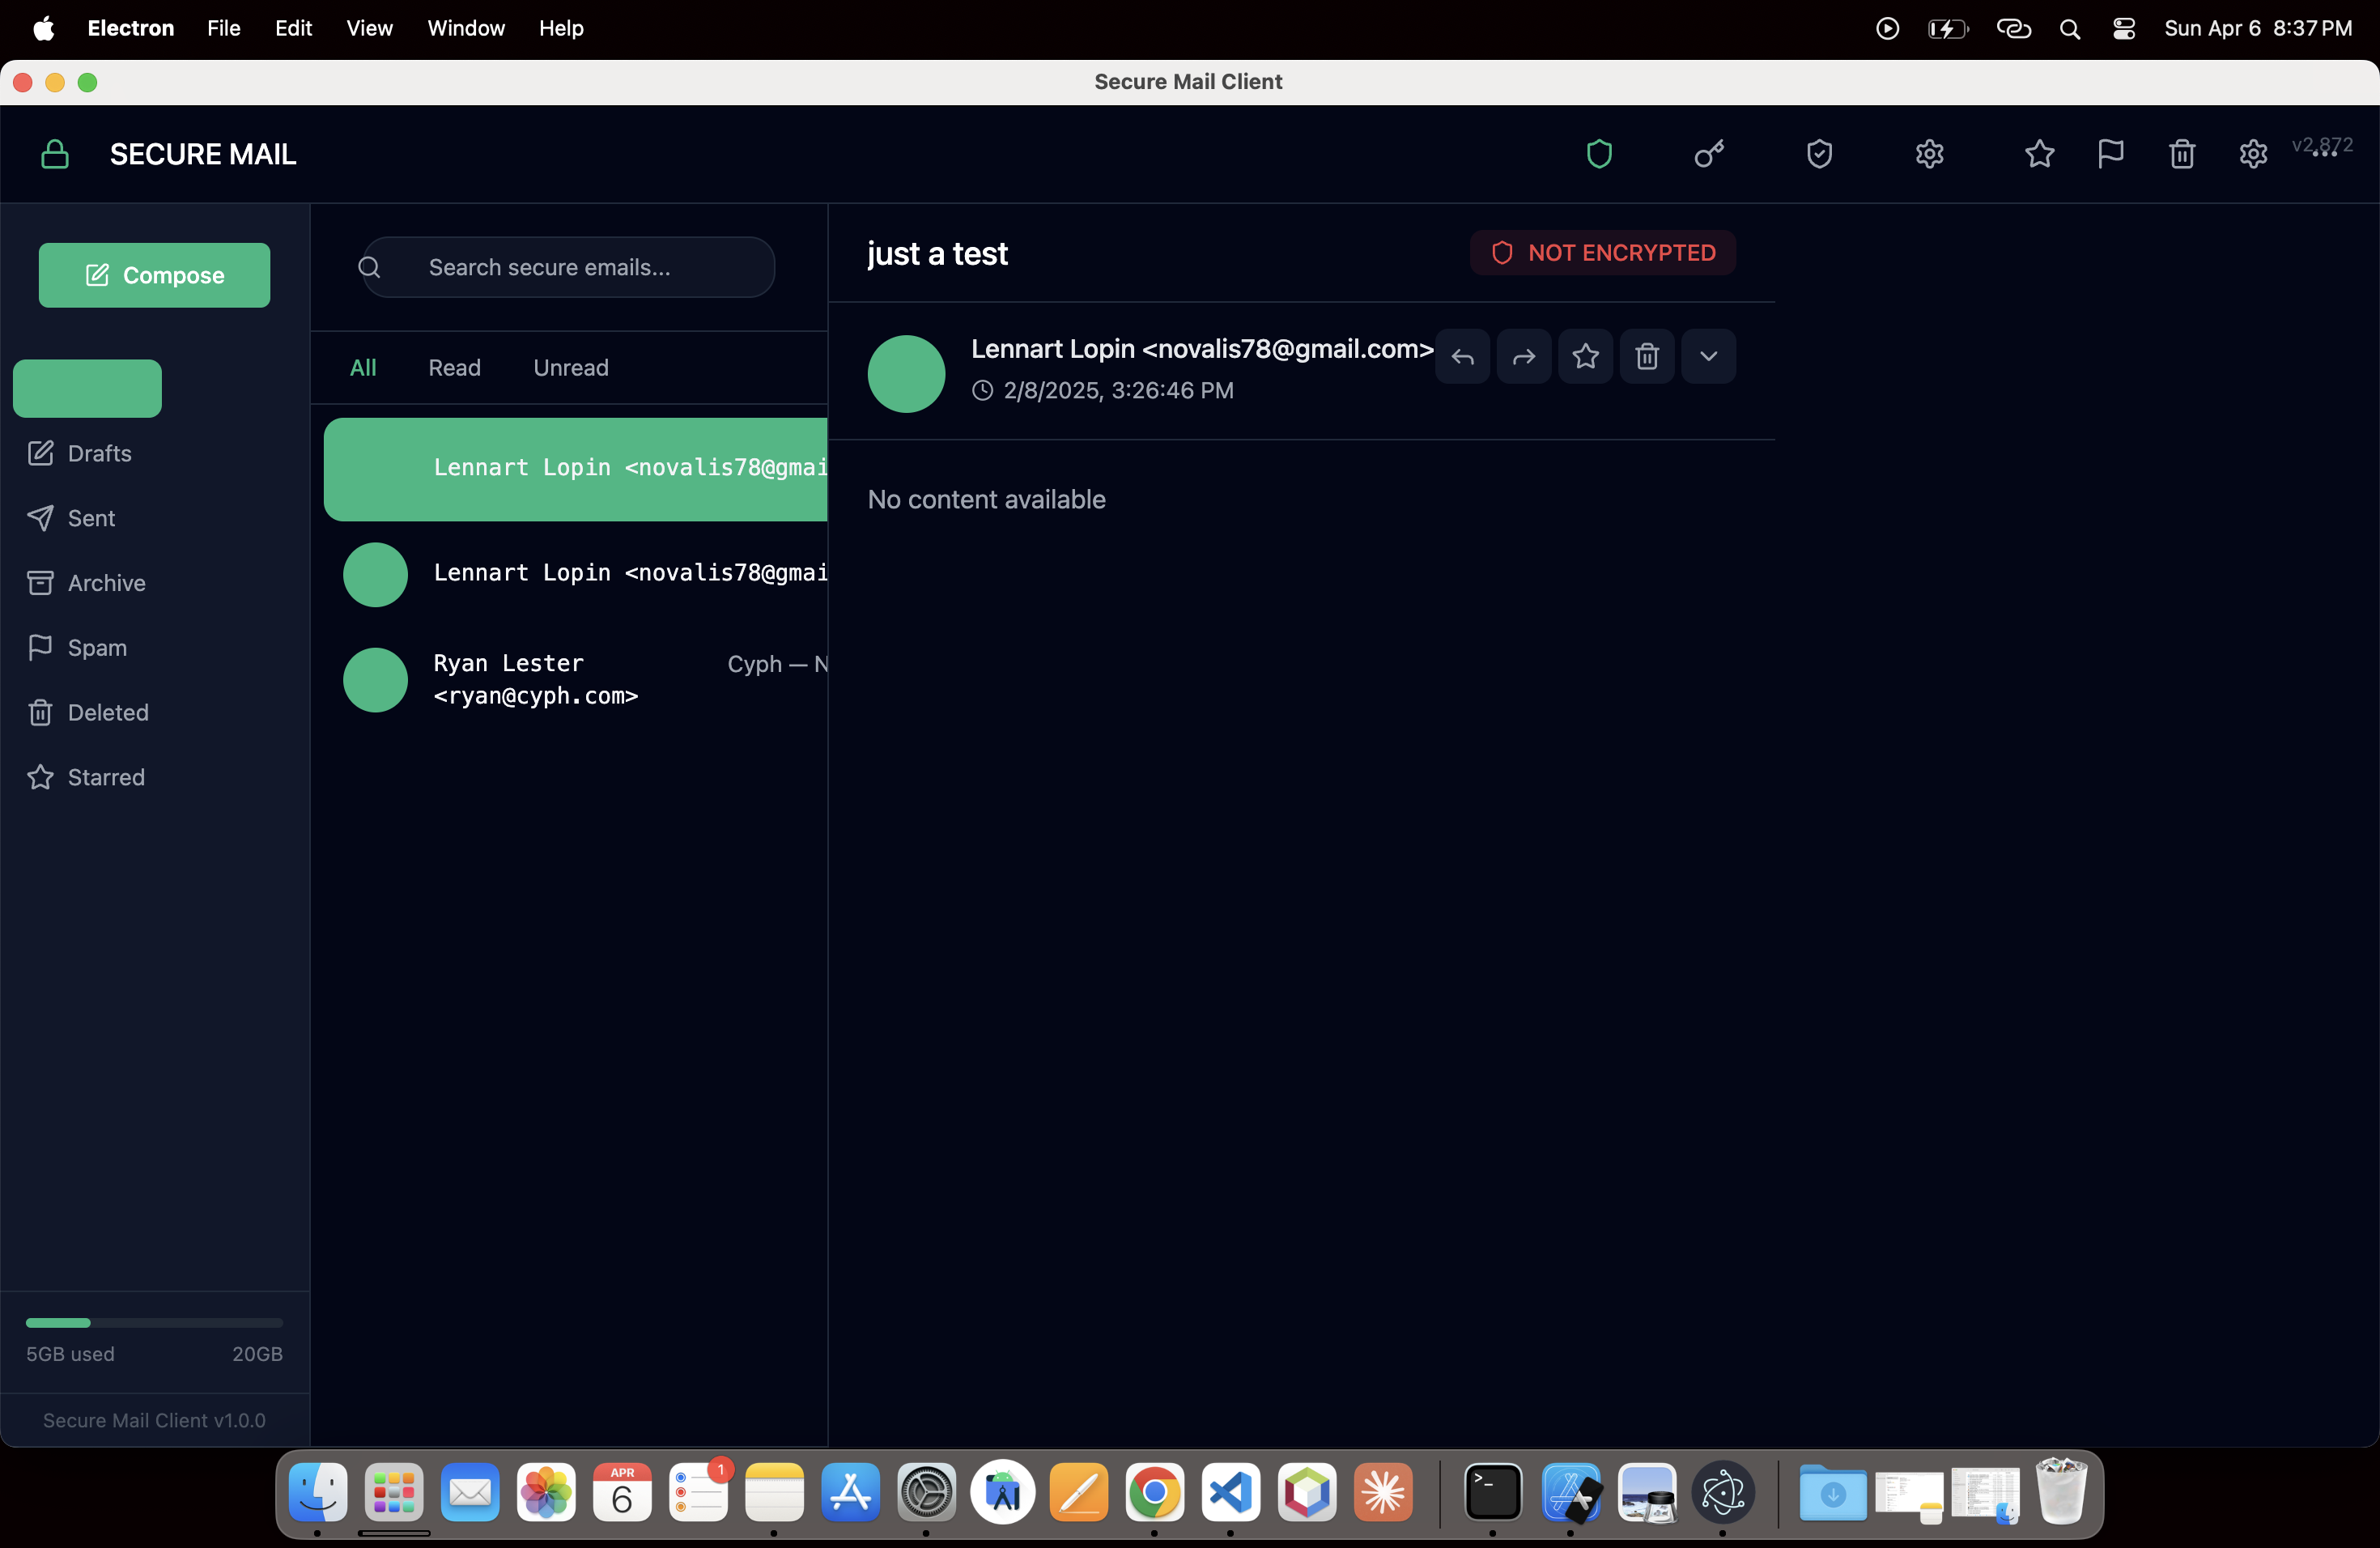 Electron File Edit View Window Help Sun Apr 6 8:37 PM
Secure Mail Client
SECURE MAIL
v2.872
Compose
Drafts
Sent
Archive
Spam
Deleted
Starred
5GB used 20GB
Secure Mail Client v1.0.0
Search secure emails...
All Read Unread
Lennart Lopin <novalis78@gmai
Lennart Lopin <novalis78@gmai
Ryan Lester Cyph — N
<ryan@cyph.com>
just a test
NOT ENCRYPTED
Lennart Lopin <novalis78@gmail.com>
2/8/2025, 3:26:46 PM
No content available
APR
6
1